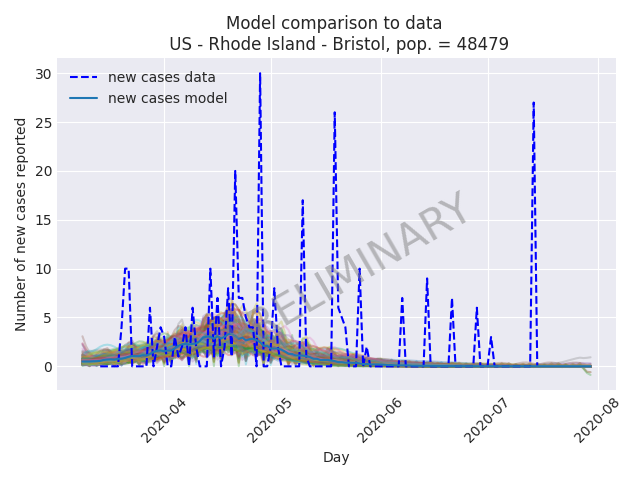 Model comparison to data
US - Rhode Island - Bristol, pop. = 48479
new cases data
new cases model
PRELIMINARY
Number of new cases reported
30
25
20
15
10
5
0
2020-04
2020-05
2020-06
2020-07
2020-08
Day